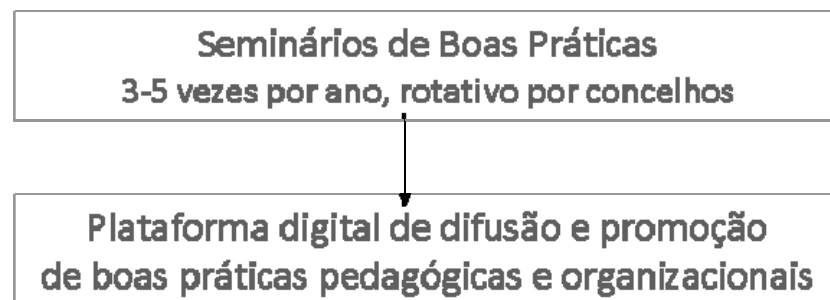 Seminários de Boas Práticas
3-5 vezes por ano, rotativo por concelhos
Plataforma digital de difusão e promoção
de boas práticas pedagógicas e organizacionais